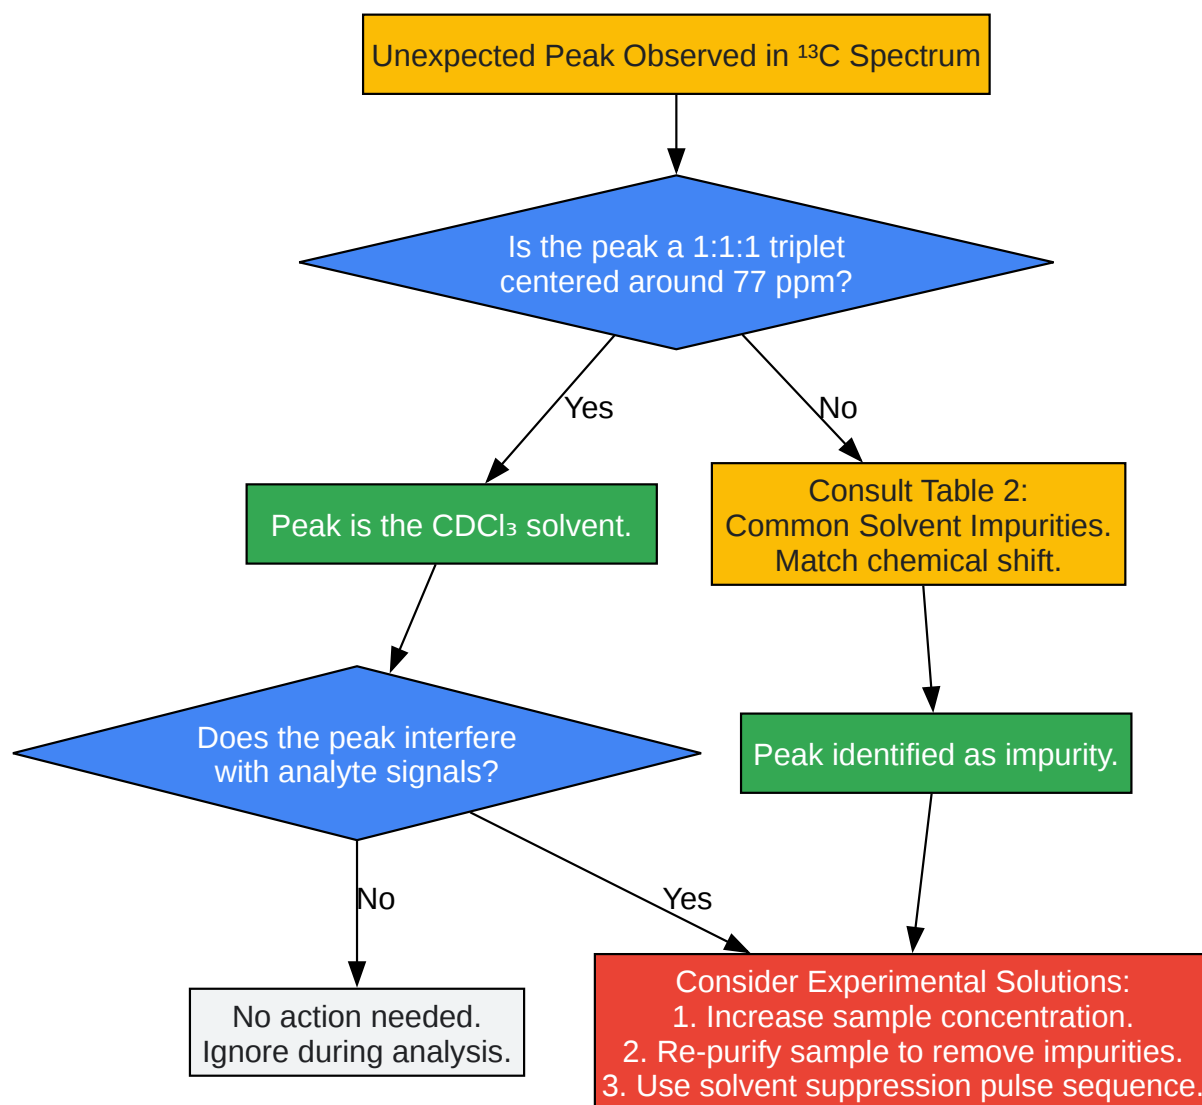 Unexpected Peak Observed in ¹³C Spectrum
Is the peak a 1:1:1 triplet
centered around 77 ppm?
Yes
No
Peak is the CDCl₃ solvent.
Consult Table 2:
Common Solvent Impurities.
Match chemical shift.
Does the peak interfere
with analyte signals?
Peak identified as impurity.
No
Yes
No action needed.
Ignore during analysis.
Consider Experimental Solutions:
1. Increase sample concentration.
2. Re-purify sample to remove impurities.
3. Use solvent suppression pulse sequence.